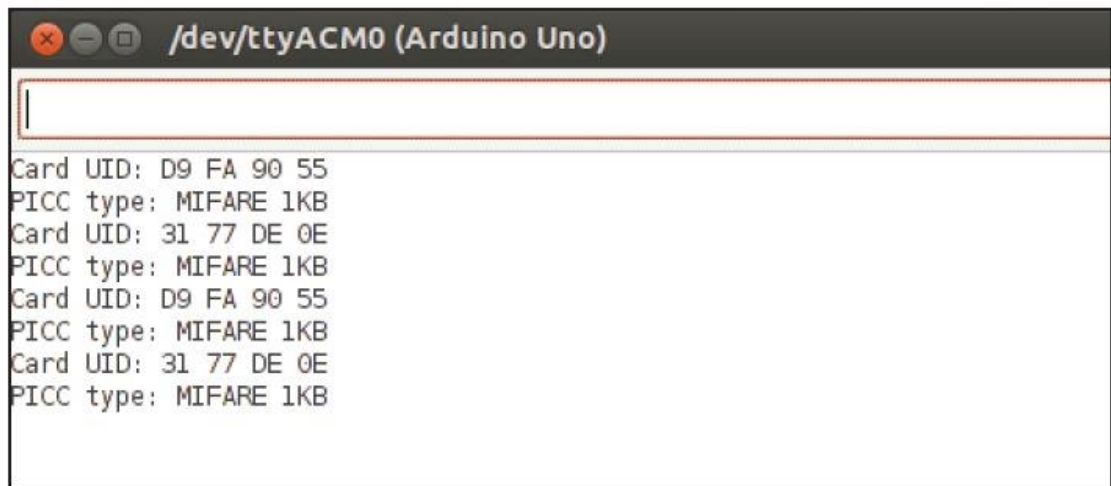 /dev/ttyACM0 (Arduino Uno)
Card UID: D9 FA 90 55
PICC type: MIFARE 1KB
Card UID: 31 77 DE 0E
PICC type: MIFARE 1KB
Card UID: D9 FA 90 55
PICC type: MIFARE 1KB
Card UID: 31 77 DE 0E
PICC type: MIFARE 1KB